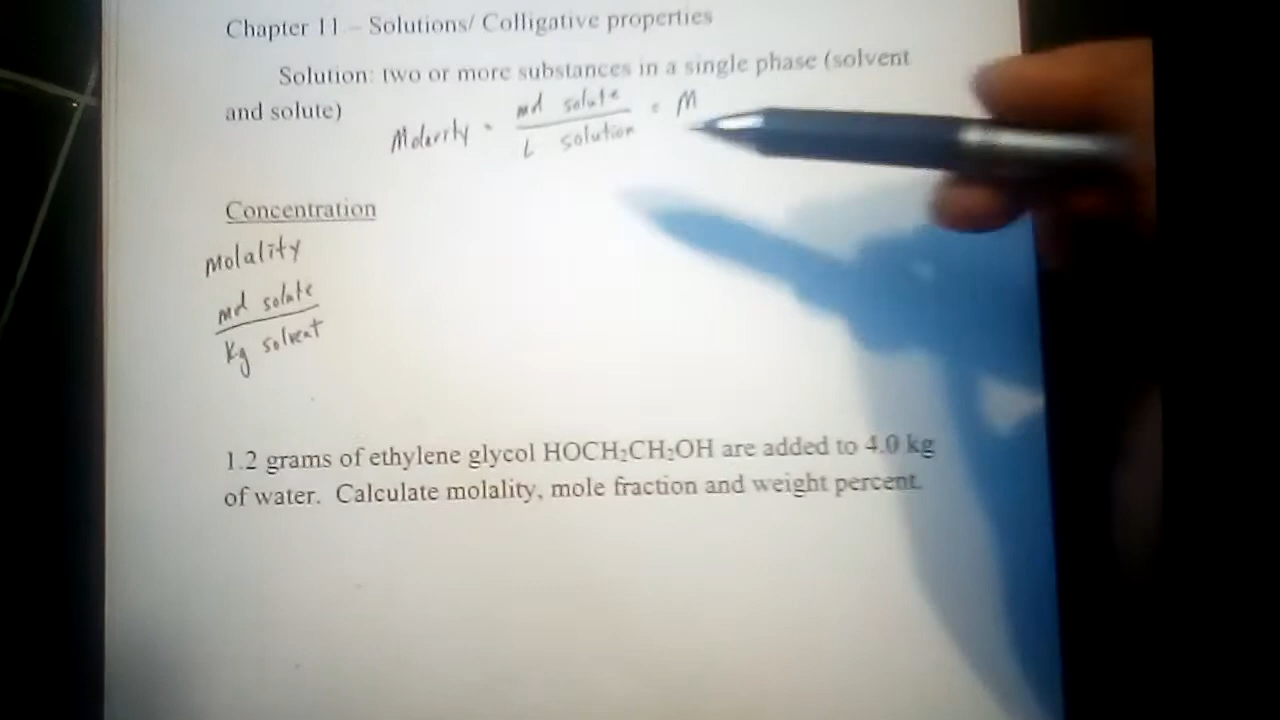 Chapter 11 – Solutions/ Colligative properties
Solution: two or more substances in a single phase (solvent
and solute)
Molarity = mol solute / L solution = M
Concentration
Molality
mol solute
Kg solvent
1.2 grams of ethylene glycol HOCH₂CH₂OH are added to 4.0 kg
of water. Calculate molality, mole fraction and weight percent.